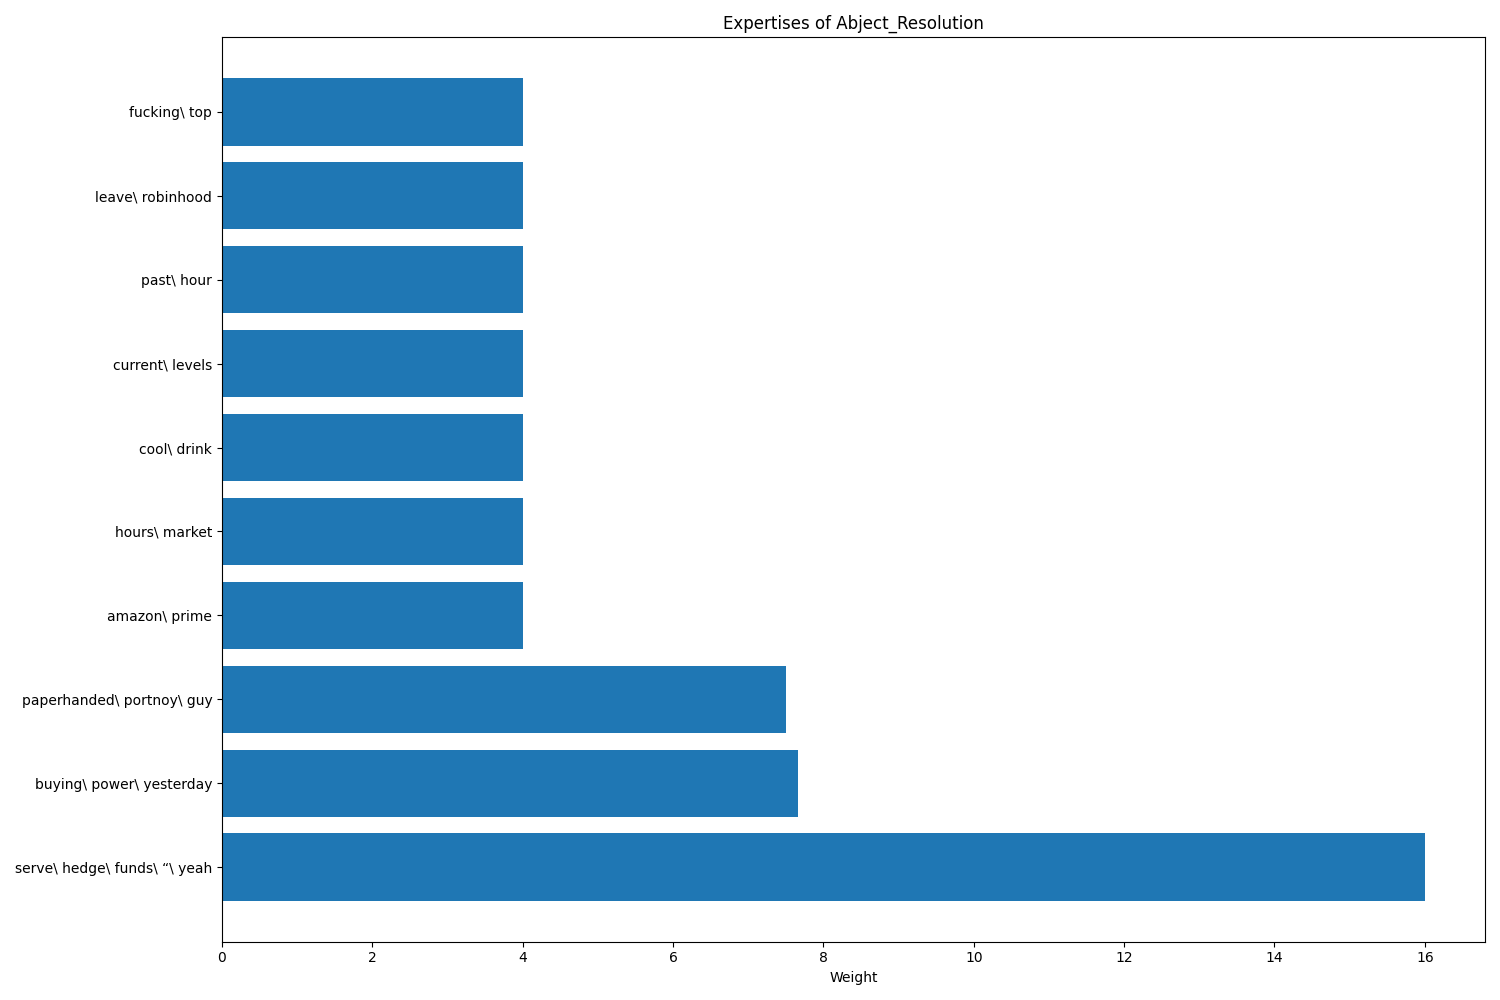 Expertises of Abject_Resolution
fucking\ top
leave\ robinhood
past\ hour
current\ levels
cool\ drink
hours\ market
amazon\ prime
paperhanded\ portnoy\ guy
buying\ power\ yesterday
serve\ hedge\ funds\ “\ yeah
0 2 4 6 8 10 12 14 16
Weight